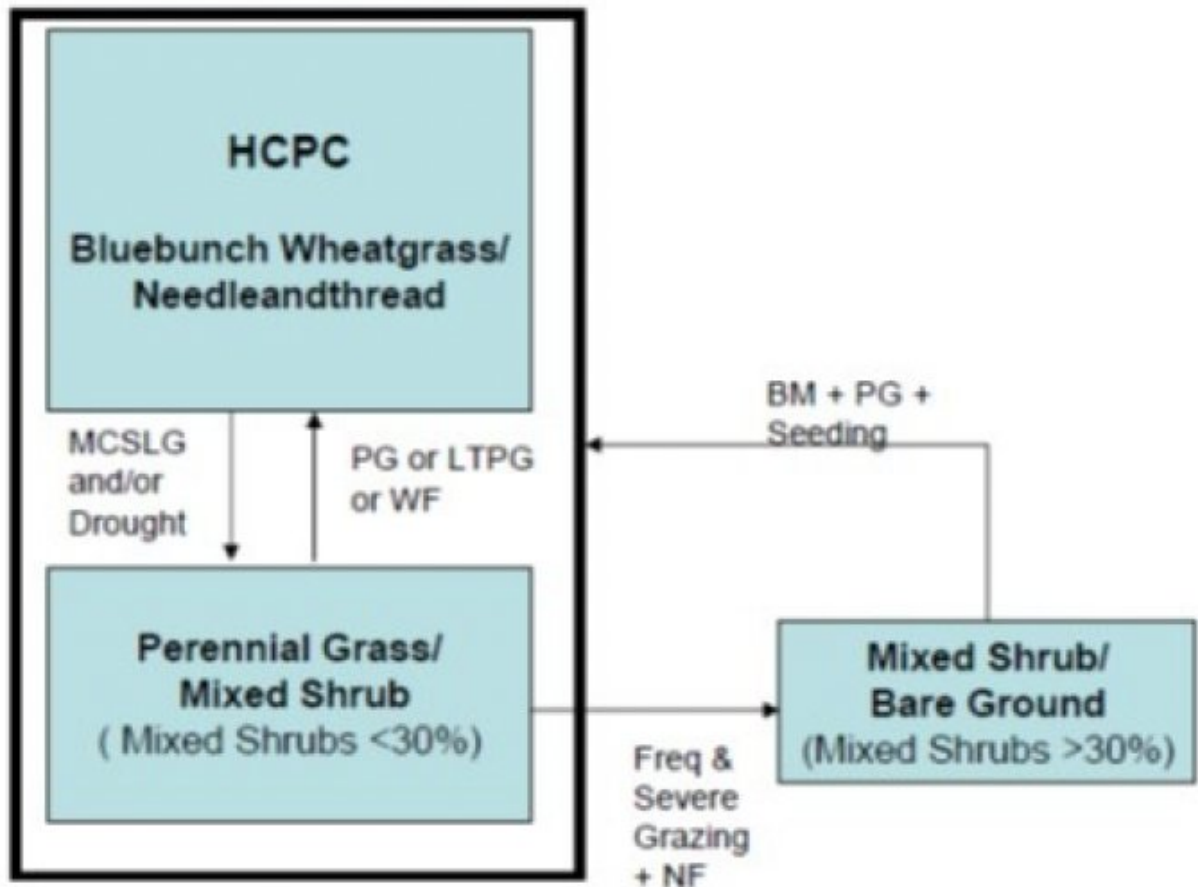 HCPC
Bluebunch Wheatgrass/
Needleandthread
MCSLG
and/or
Drought
PG or LTPG
or WF
BM + PG +
Seeding
Perennial Grass/
Mixed Shrub
( Mixed Shrubs <30%)
Mixed Shrub/
Bare Ground
(Mixed Shrubs >30%)
Freq &
Severe
Grazing
+ NF